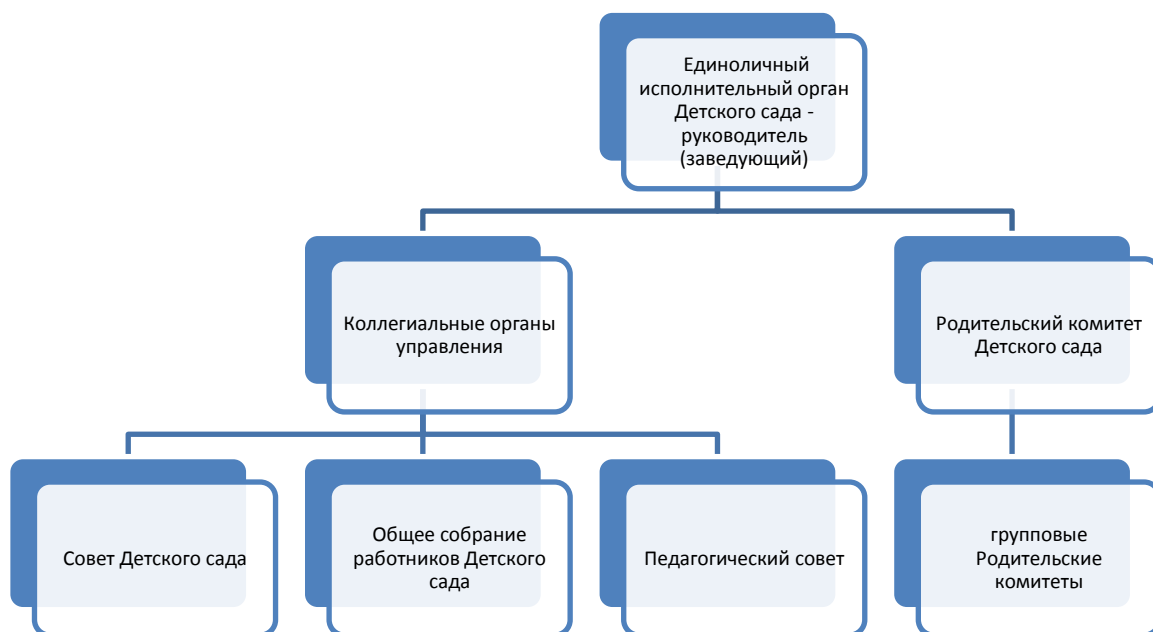 Единоличный
исполнительный орган
Детского сада -
руководитель
(заведующий)
Коллегиальные органы
управления
Родительский комитет
Детского сада
Совет Детского сада
Общее собрание
работников Детского
сада
Педагогический совет
групповые
Родительские
комитеты